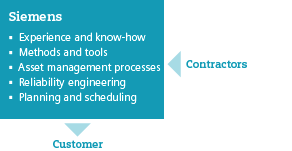 Siemens
▪ Experience and know-how
▪ Methods and tools
▪ Asset management processes
▪ Reliability engineering
▪ Planning and scheduling
Contractors
Customer